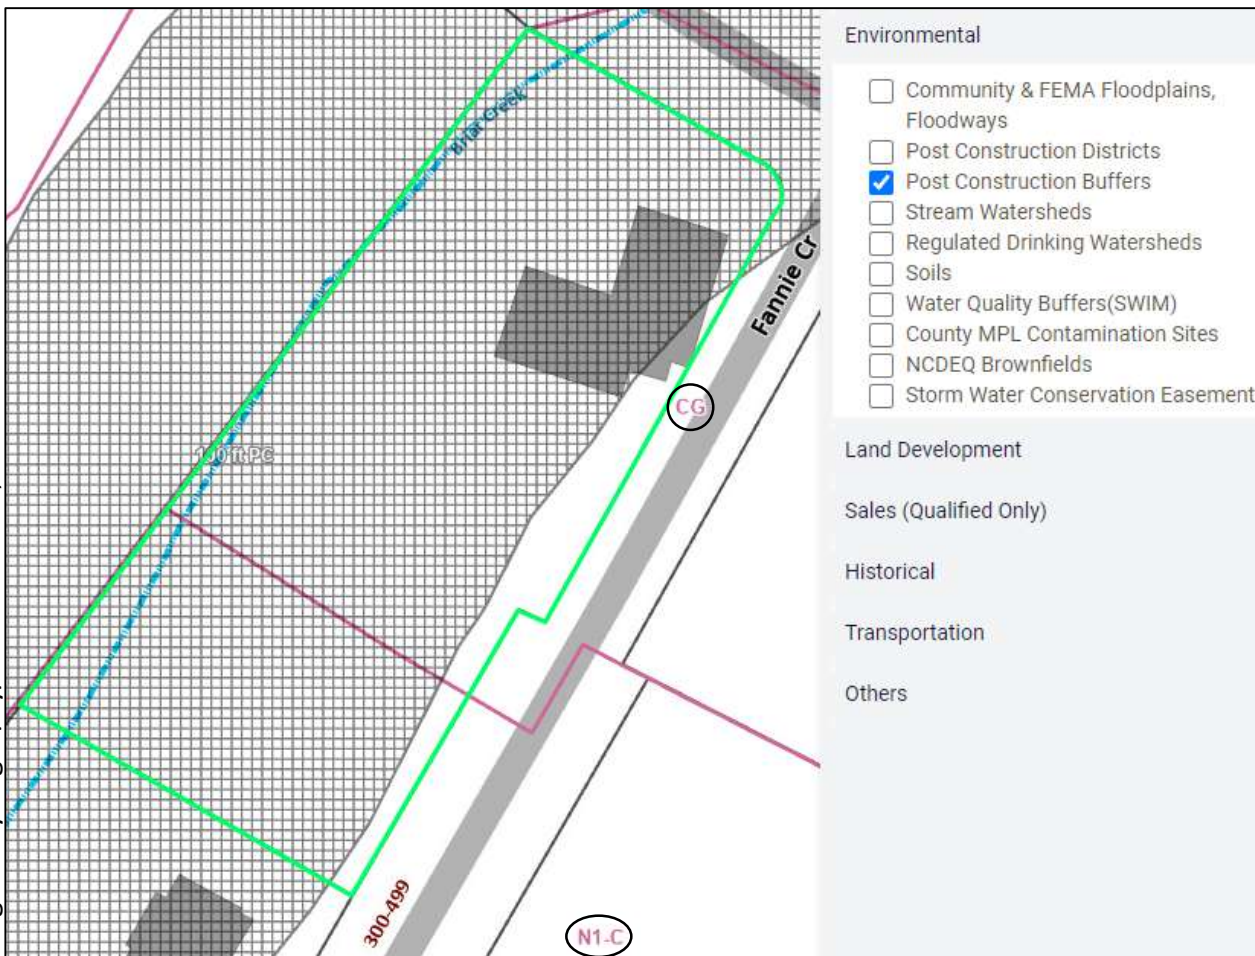 Briar Creek
Fannie Cr
CG
100 ft PC
300-499
N1-C
Environmental
Community & FEMA Floodplains,
Floodways
Post Construction Districts
Post Construction Buffers
Stream Watersheds
Regulated Drinking Watersheds
Soils
Water Quality Buffers(SWIM)
County MPL Contamination Sites
NCDEQ Brownfields
Storm Water Conservation Easement
Land Development
Sales (Qualified Only)
Historical
Transportation
Others